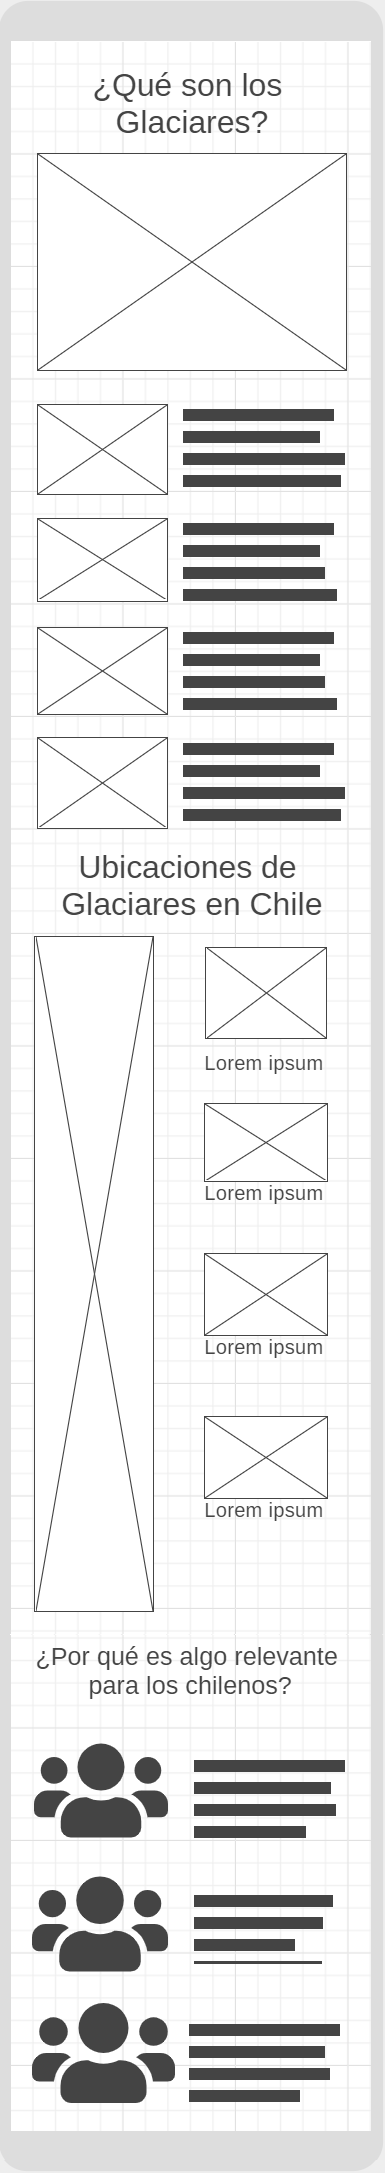 ¿Qué son los
Glaciares?
Ubicaciones de
Glaciares en Chile
Lorem ipsum
Lorem ipsum
Lorem ipsum
Lorem ipsum
¿Por qué es algo relevante
para los chilenos?